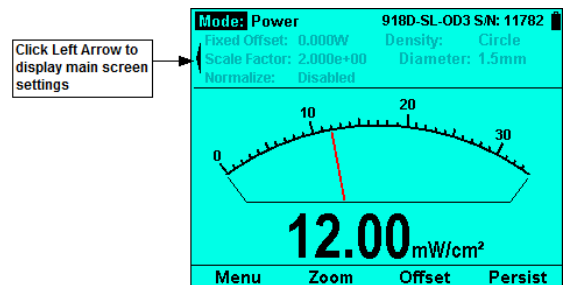 Mode: Power 918D-SL-OD3 S/N: 11782
Fixed Offset: 0.000W Density: Circle
Scale Factor: 2.000e+00 Diameter: 1.5mm
Normalize: Disabled
Click Left Arrow to
display main screen
settings
0 10 20 30
12.00 mW/cm²
Menu Zoom Offset Persist